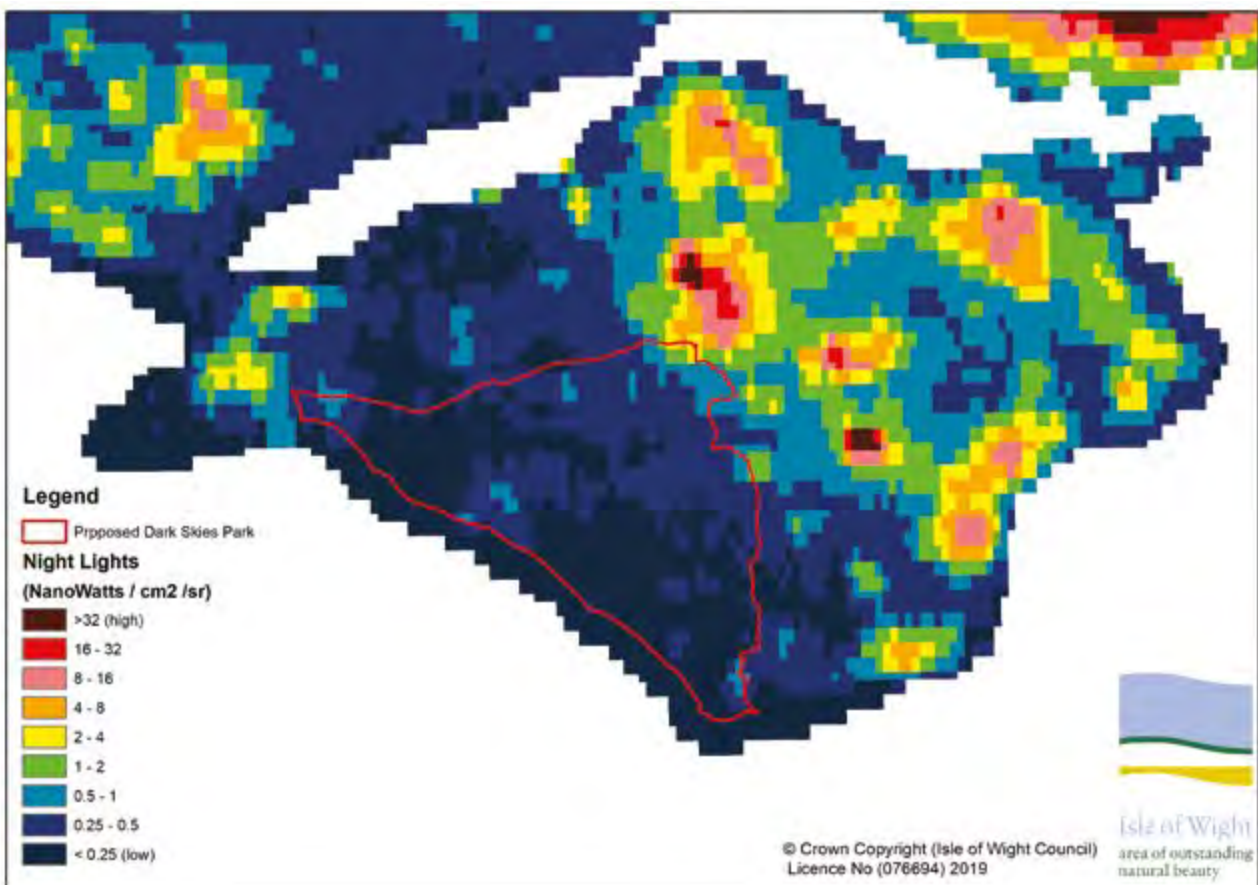 Legend
Prpposed Dark Skies Park
Night Lights
(NanoWatts / cm2 /sr)
>32 (high)
16 - 32
8 - 16
4 - 8
2 - 4
1 - 2
0.5 - 1
0.25 - 0.5
< 0.25 (low)
© Crown Copyright (Isle of Wight Council)
Licence No (076694) 2019
Isle of Wight
area of outstanding
natural beauty